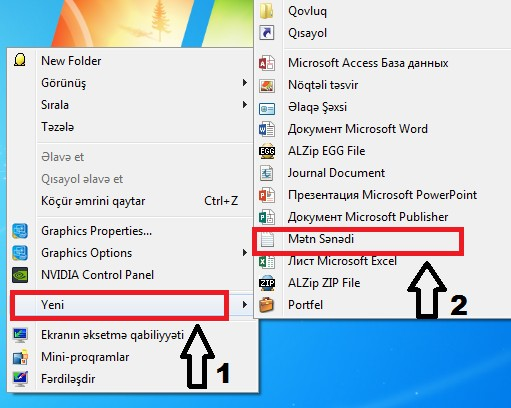 New Folder
Görünüş
Sırala
Təzələ
Əlavə et
Qısayol əlavə et
Köçür əmrini qaytar Ctrl+Z
Graphics Properties...
Graphics Options
NVIDIA Control Panel
Yeni
1
Ekranın əksetmə qabiliyyəti
Mini-proqramlar
Fərdiləşdir
Qovluq
Qısayol
Microsoft Access База данных
Nöqtəli təsvir
Əlaqə Şəxsi
Документ Microsoft Word
EGG ALZip EGG File
Journal Document
Презентация Microsoft PowerPoint
Документ Microsoft Publisher
Mətn Sənədi
Лист Microsoft Excel
ZIP ALZip ZIP File
Portfel
2